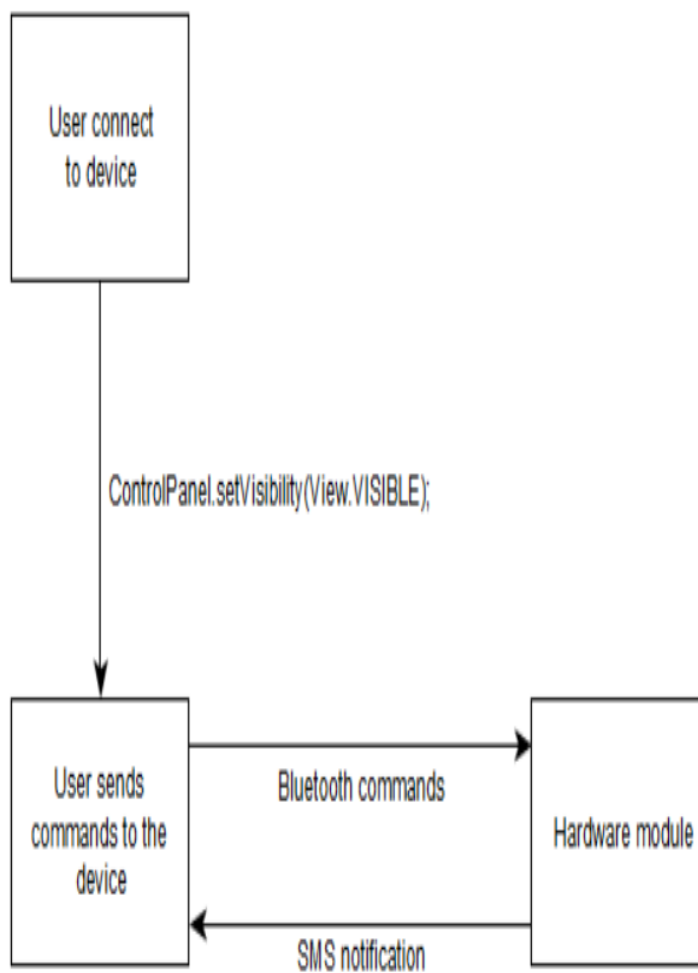 User connect
to device
ControlPanel.setVisibility(View.VISIBLE);
User sends
commands to the
device
Bluetooth commands
Hardware module
SMS notification